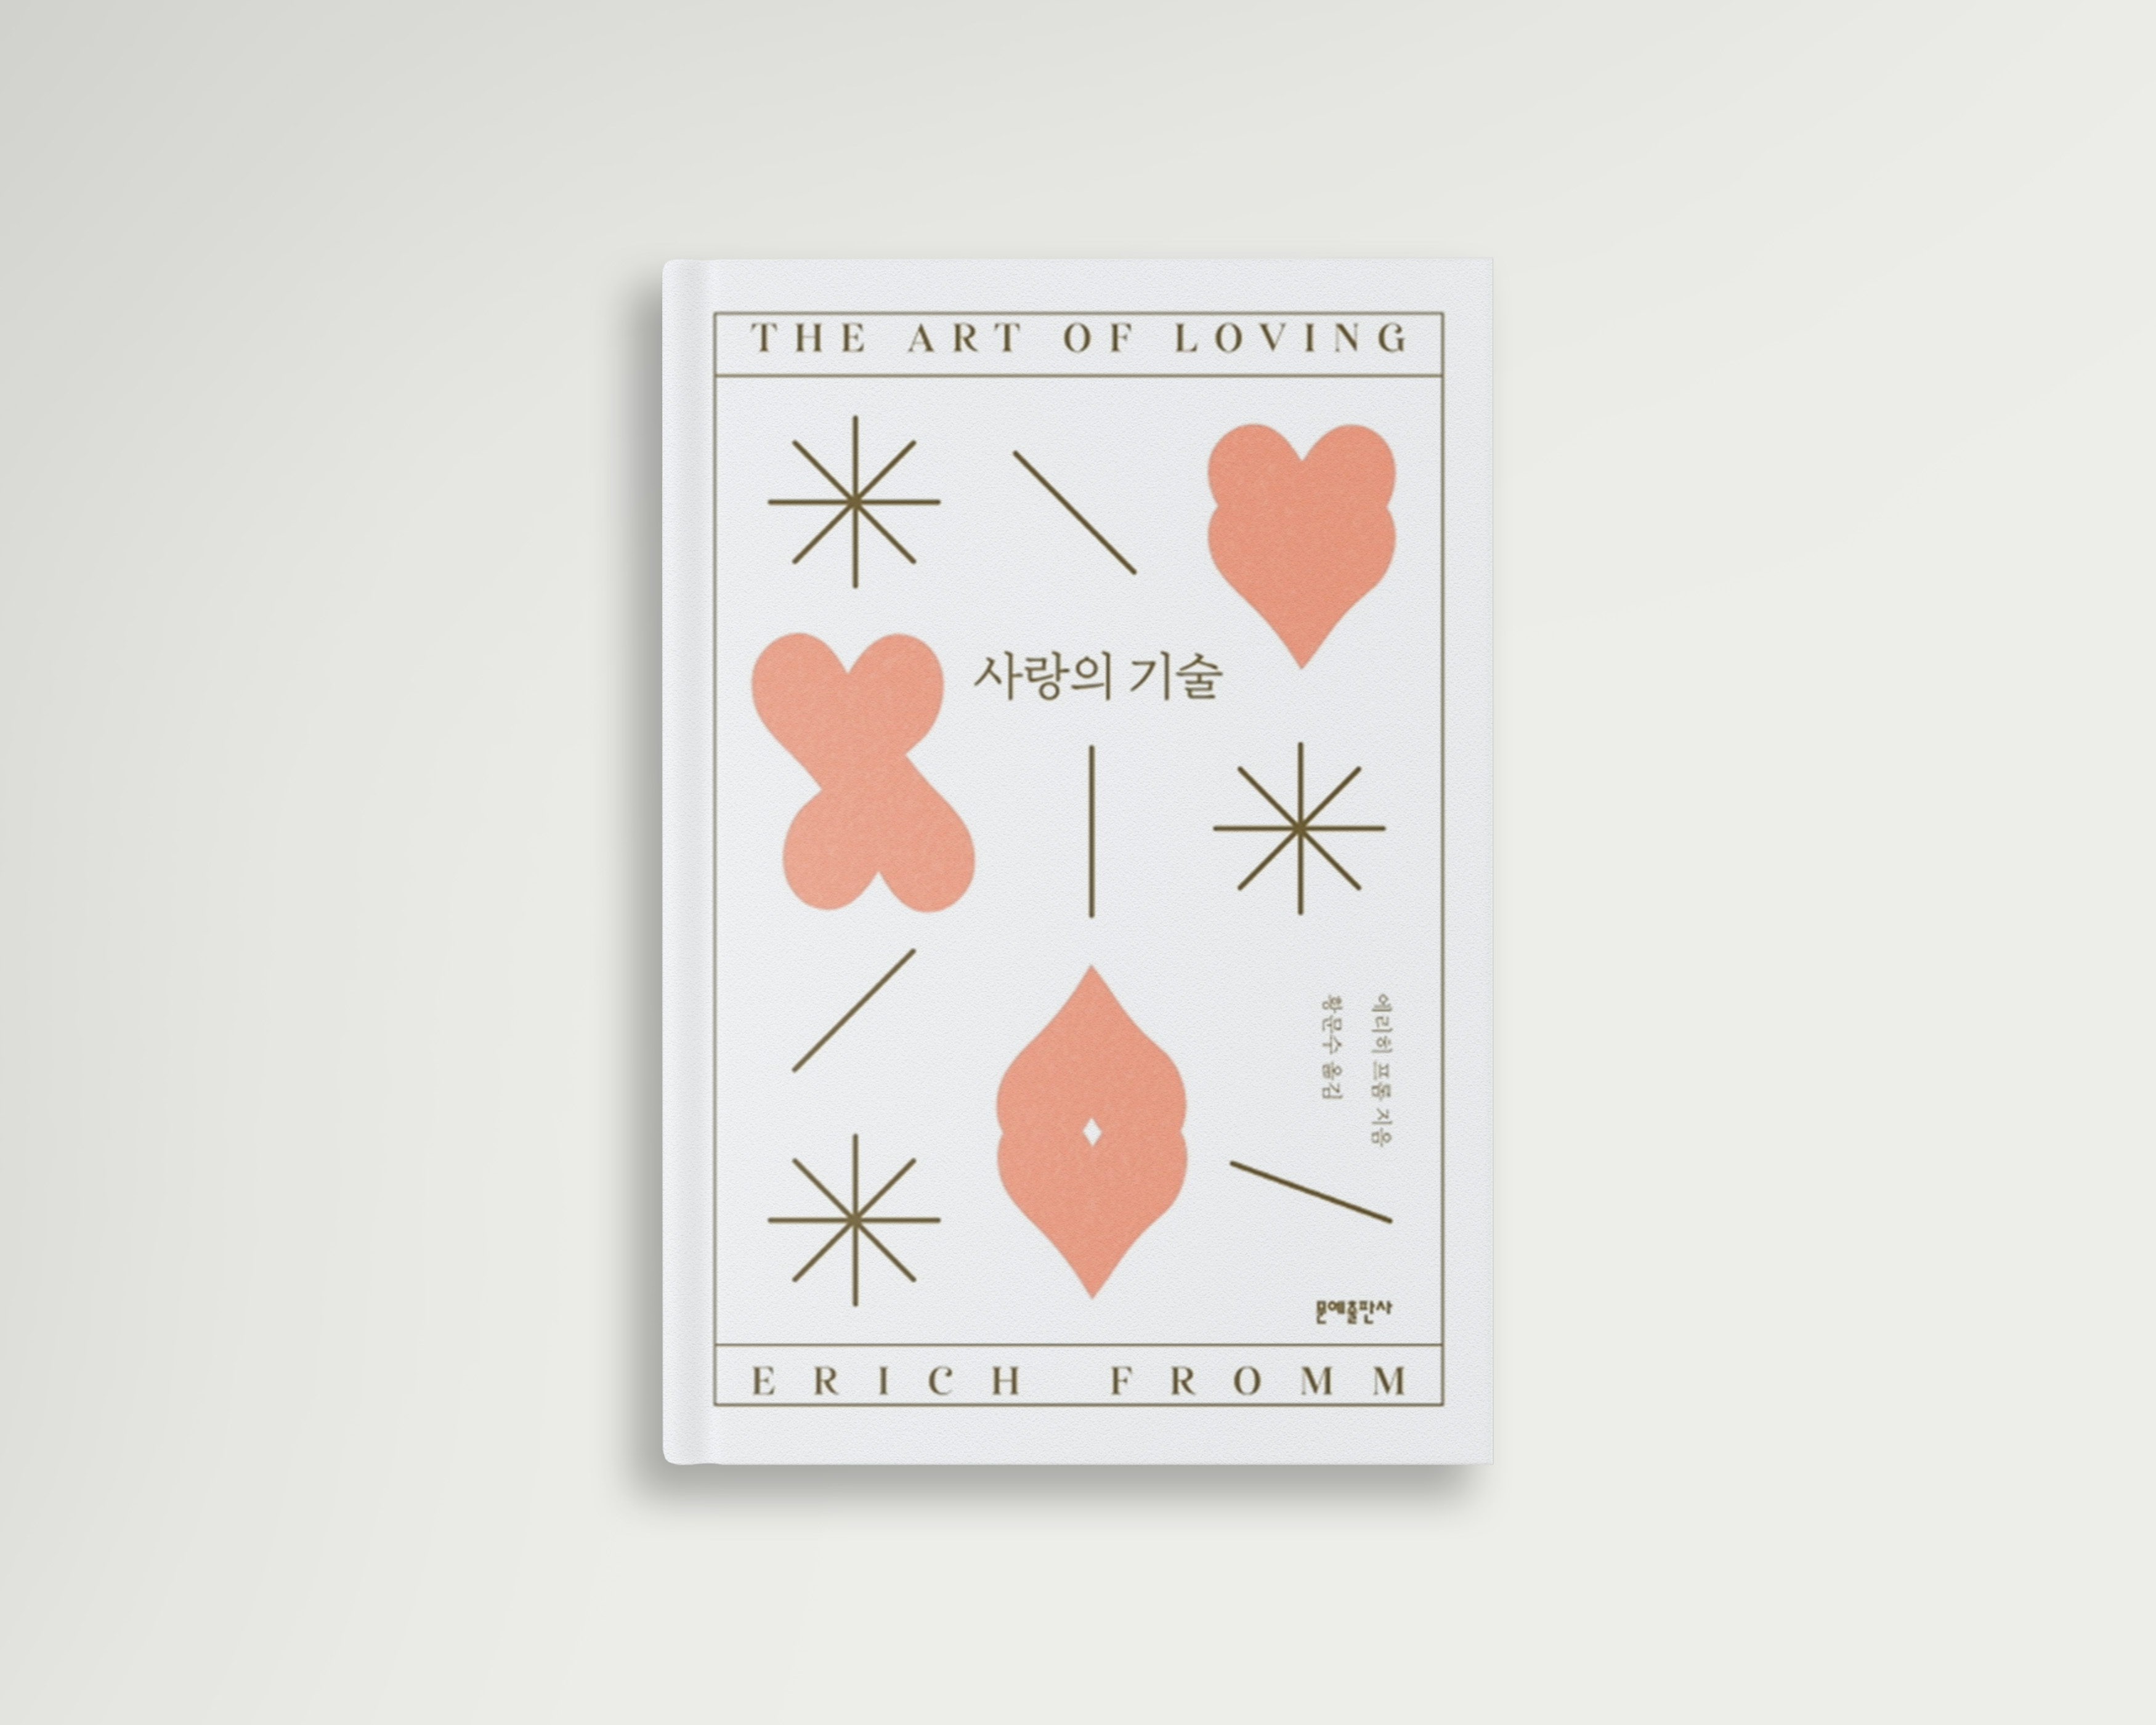 THE ART OF LOVING
사랑의 기술
에리히 프롬 지음
황문수 옮김
문예출판사
ERICH FROMM